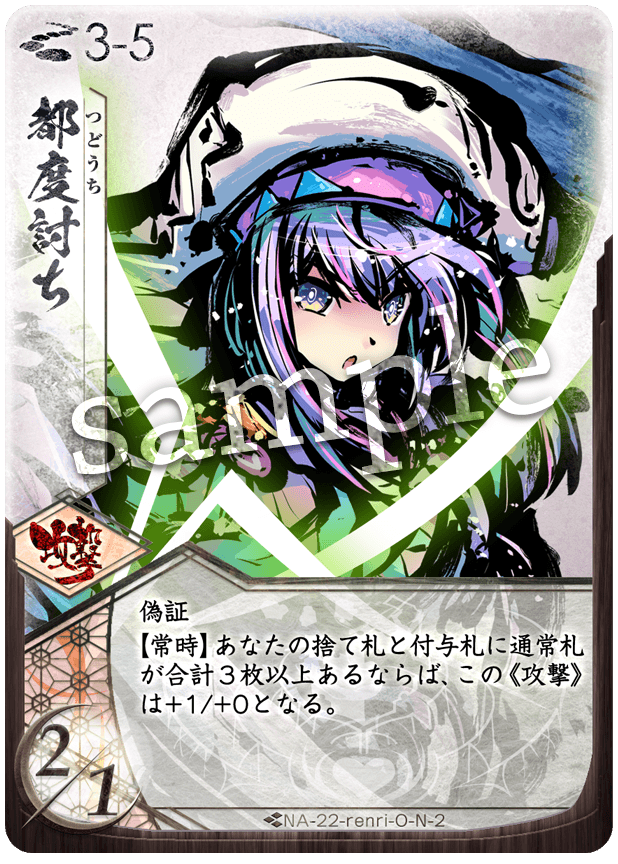 3-5
都度討ち
つどうち
sample
攻撃
偽証
【常時】あなたの捨て札と付与札に通常札
が合計3枚以上あるならば、この《攻撃》
は+1/+0となる。
2/1
NA-22-renri-O-N-2